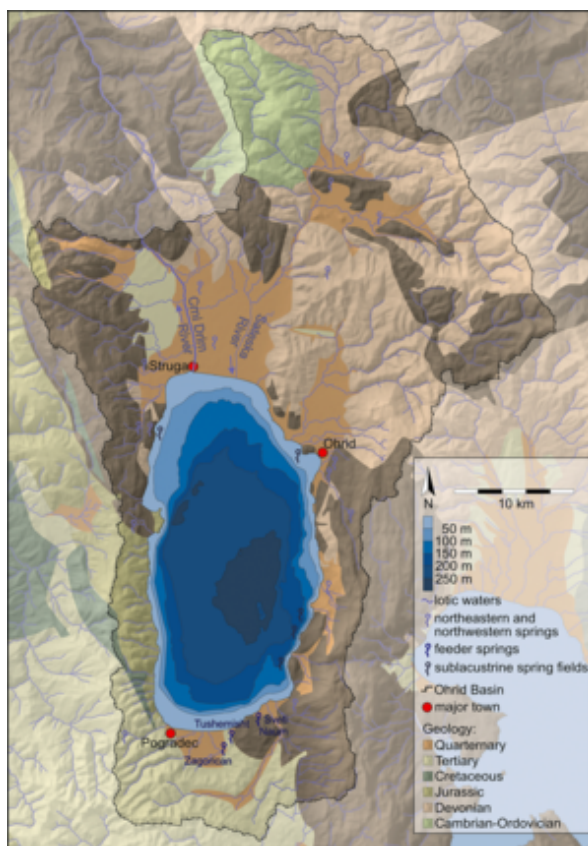 Crni Drim
River
Sateska
River
Struga
Ohrid
N
10 km
50 m
100 m
150 m
200 m
250 m
lotic waters
northeastern and
northwestern springs
feeder springs
sublacustrine spring fields
Ohrid Basin
major town
Geology:
Quarternary
Tertiary
Cretaceous
Jurassic
Devonian
Cambrian-Ordovician
Tushemisht
Sveti
Naum
Pogradec
Zagorican